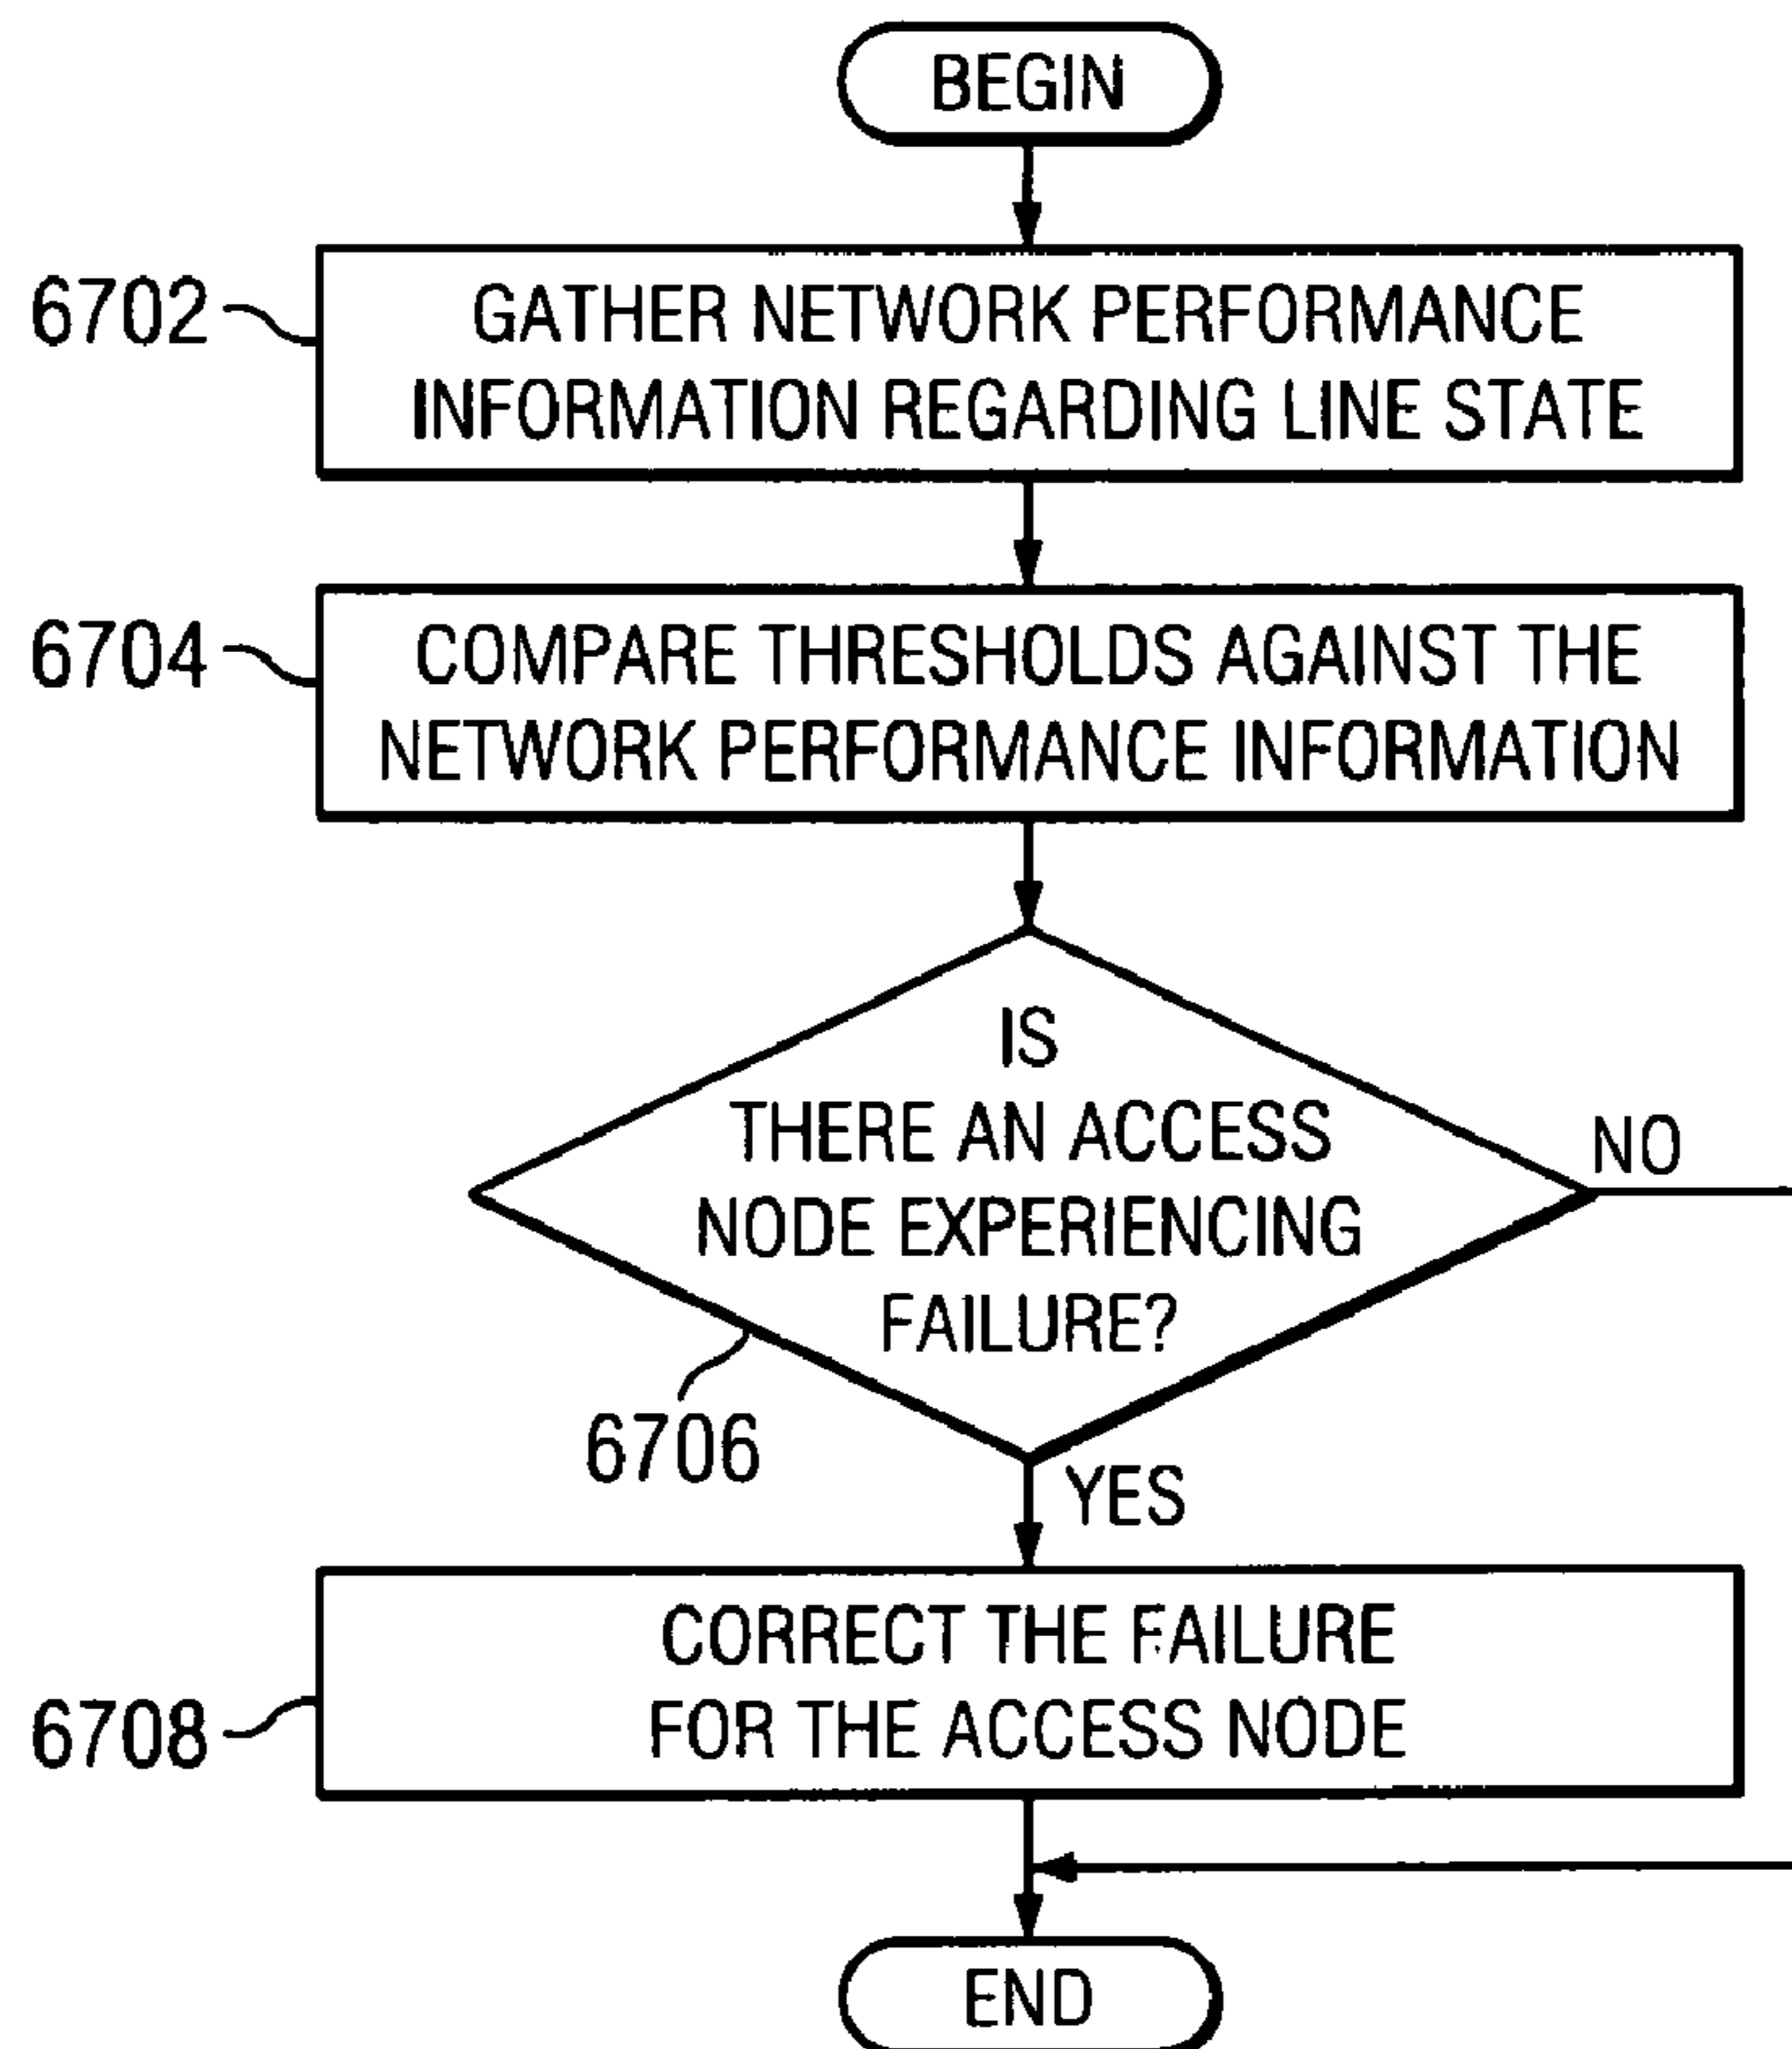 BEGIN
6702
GATHER NETWORK PERFORMANCE
INFORMATION REGARDING LINE STATE
6704
COMPARE THRESHOLDS AGAINST THE
NETWORK PERFORMANCE INFORMATION
IS
THERE AN ACCESS
NODE EXPERIENCING
FAILURE?
NO
6706
YES
CORRECT THE FAILURE
FOR THE ACCESS NODE
6708
END